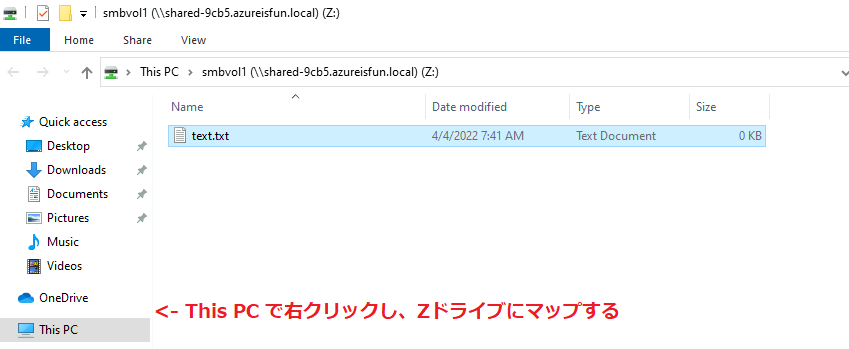 smbvol1 (\\shared-9cb5.azureisfun.local) (Z:)
File Home Share View
This PC smbvol1 (\\shared-9cb5.azureisfun.local) (Z:)
Name Date modified Type Size
Quick access
text.txt 4/4/2022 7:41 AM Text Document 0 KB
Desktop
Downloads
Documents
Pictures
Music
Videos
OneDrive
<- This PC で右クリックし、Zドライブにマップする
This PC